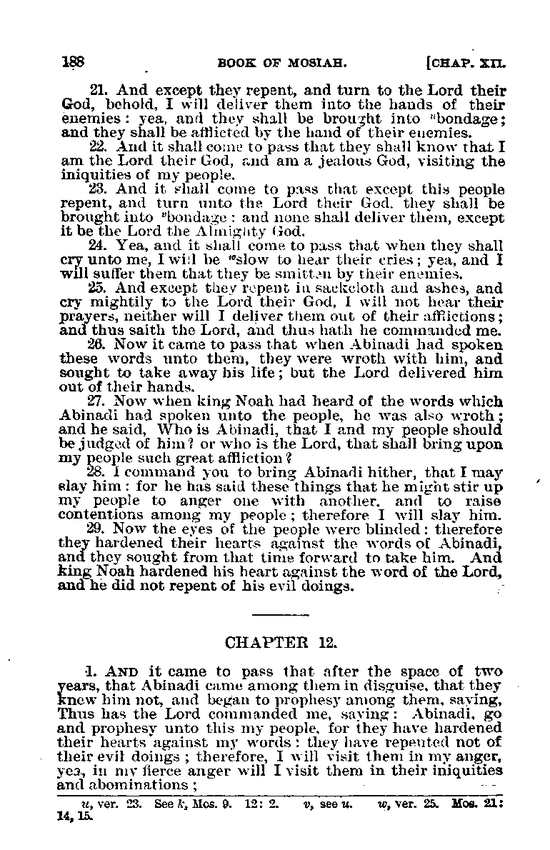 188 BOOK OF MOSIAH. [CHAP. XII.
21. And except they repent, and turn to the Lord their
God, behold, I will deliver them into the hands of their
enemies : yea, and they shall be brought into ᵘbondage;
and they shall be afflicted by the hand of their enemies.
22. And it shall come to pass that they shall know that I
am the Lord their God, and am a jealous God, visiting the
iniquities of my people.
23. And it shall come to pass that except this people
repent, and turn unto the Lord their God, they shall be
brought into ᵛbondage : and none shall deliver them, except
it be the Lord the Almighty God.
24. Yea, and it shall come to pass that when they shall
cry unto me, I will be ʷslow to hear their cries; yea, and I
will suffer them that they be smitten by their enemies.
25. And except they repent in sackcloth and ashes, and
cry mightily to the Lord their God, I will not hear their
prayers, neither will I deliver them out of their afflictions;
and thus saith the Lord, and thus hath he commanded me.
26. Now it came to pass that when Abinadi had spoken
these words unto them, they were wroth with him, and
sought to take away his life; but the Lord delivered him
out of their hands.
27. Now when king Noah had heard of the words which
Abinadi had spoken unto the people, he was also wroth;
and he said, Who is Abinadi, that I and my people should
be judged of him? or who is the Lord, that shall bring upon
my people such great affliction?
28. I command you to bring Abinadi hither, that I may
slay him : for he has said these things that he might stir up
my people to anger one with another, and to raise
contentions among my people; therefore I will slay him.
29. Now the eyes of the people were blinded : therefore
they hardened their hearts against the words of Abinadi,
and they sought from that time forward to take him. And
king Noah hardened his heart against the word of the Lord,
and he did not repent of his evil doings.
CHAPTER 12.
1. AND it came to pass that after the space of two
years, that Abinadi came among them in disguise, that they
knew him not, and began to prophesy among them, saying,
Thus has the Lord commanded me, saying : Abinadi, go
and prophesy unto this my people, for they have hardened
their hearts against my words : they have repented not of
their evil doings; therefore, I will visit them in my anger,
yea, in my fierce anger will I visit them in their iniquities
and abominations;
u, ver. 23. See k, Mos. 9. 12: 2. v, see u. w, ver. 25. Mos. 21:
14, 15.